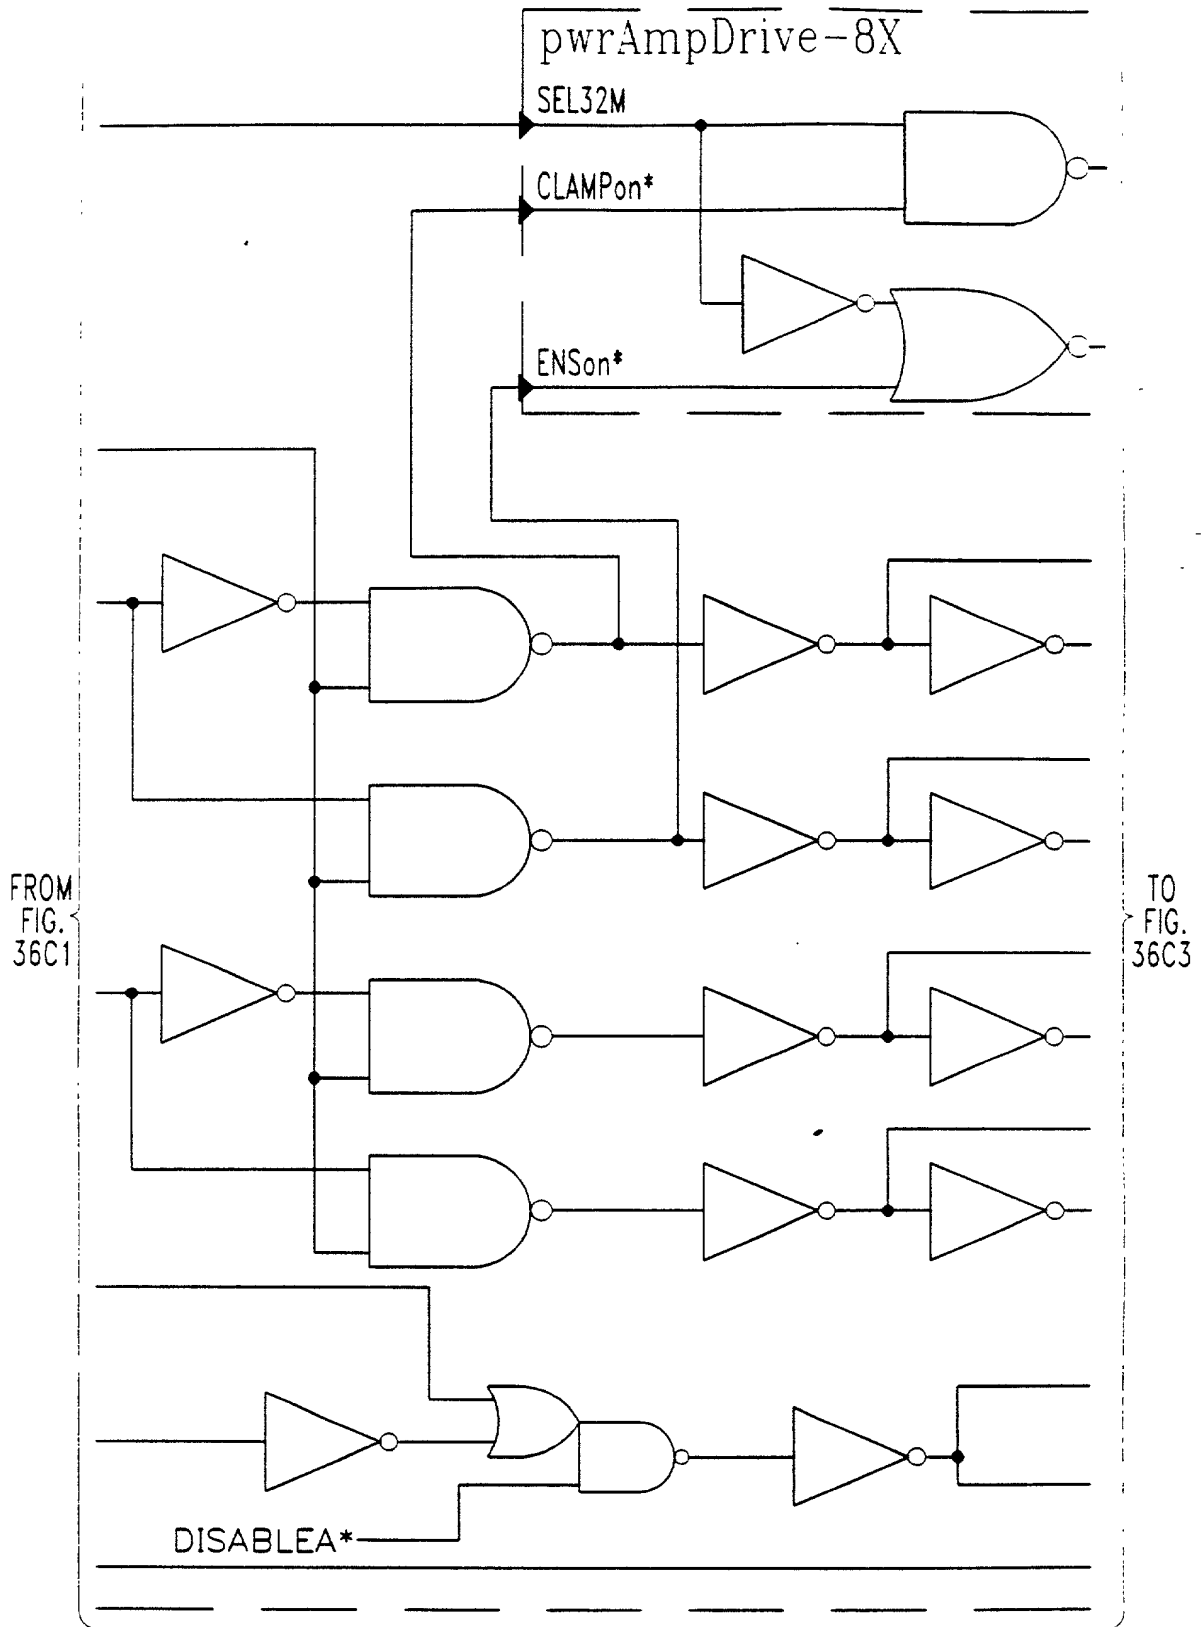 pwrAmpDrive-8X
SEL32M
CLAMPon*
ENSon*
FROM
FIG.
36C1
TO
FIG.
36C3
DISABLEA*